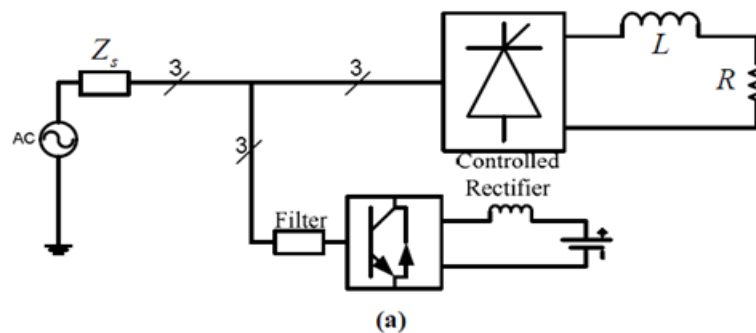 Z_s
3
3
L
R
AC
3
Controlled
Rectifier
Filter
(a)